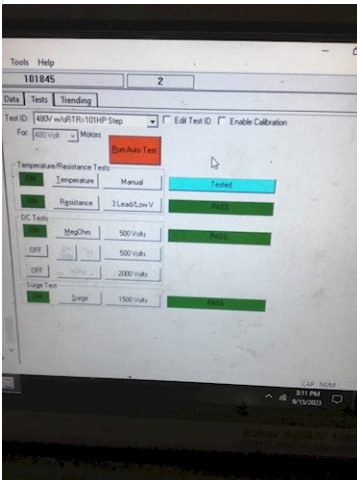 Tools Help
101845 2
Data Tests Trending
Test ID: 480V w/oRTR>101HP Step Edit Test ID Enable Calibration
For: 480 Volt Motors
Run Auto Test
Temperature/Resistance Tests
ON Temperature Manual Tested
ON Resistance 3 Lead/Low V PASS
DC Tests
ON MegOhm 500 Volts PASS
OFF 500 Volts
OFF 2000 Volts
Surge Test
ON Surge 1500 Volts PASS
CAP NUM
3:11 PM
9/15/2023